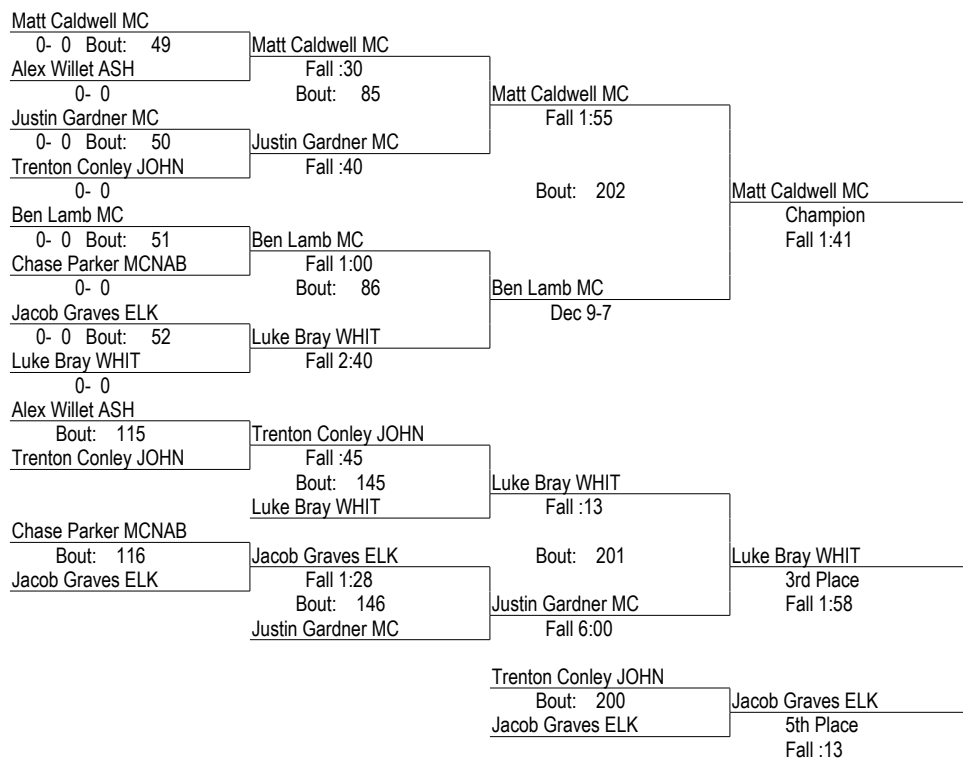 Matt Caldwell MC
0- 0 Bout: 49 Matt Caldwell MC
Alex Willet ASH Fall :30
0- 0 Bout: 85 Matt Caldwell MC
Justin Gardner MC Fall 1:55
0- 0 Bout: 50 Justin Gardner MC
Trenton Conley JOHN Fall :40
0- 0 Bout: 202 Matt Caldwell MC
Ben Lamb MC Champion
0- 0 Bout: 51 Ben Lamb MC Fall 1:41
Chase Parker MCNAB Fall 1:00
0- 0 Bout: 86 Ben Lamb MC
Jacob Graves ELK Dec 9-7
0- 0 Bout: 52 Luke Bray WHIT
Luke Bray WHIT Fall 2:40
0- 0
Alex Willet ASH
Bout: 115 Trenton Conley JOHN
Trenton Conley JOHN Fall :45
Bout: 145 Luke Bray WHIT
Luke Bray WHIT Fall :13
Chase Parker MCNAB
Bout: 116 Jacob Graves ELK Bout: 201 Luke Bray WHIT
Jacob Graves ELK Fall 1:28 3rd Place
Bout: 146 Justin Gardner MC Fall 1:58
Justin Gardner MC Fall 6:00
Trenton Conley JOHN
Bout: 200 Jacob Graves ELK
Jacob Graves ELK 5th Place
Fall :13